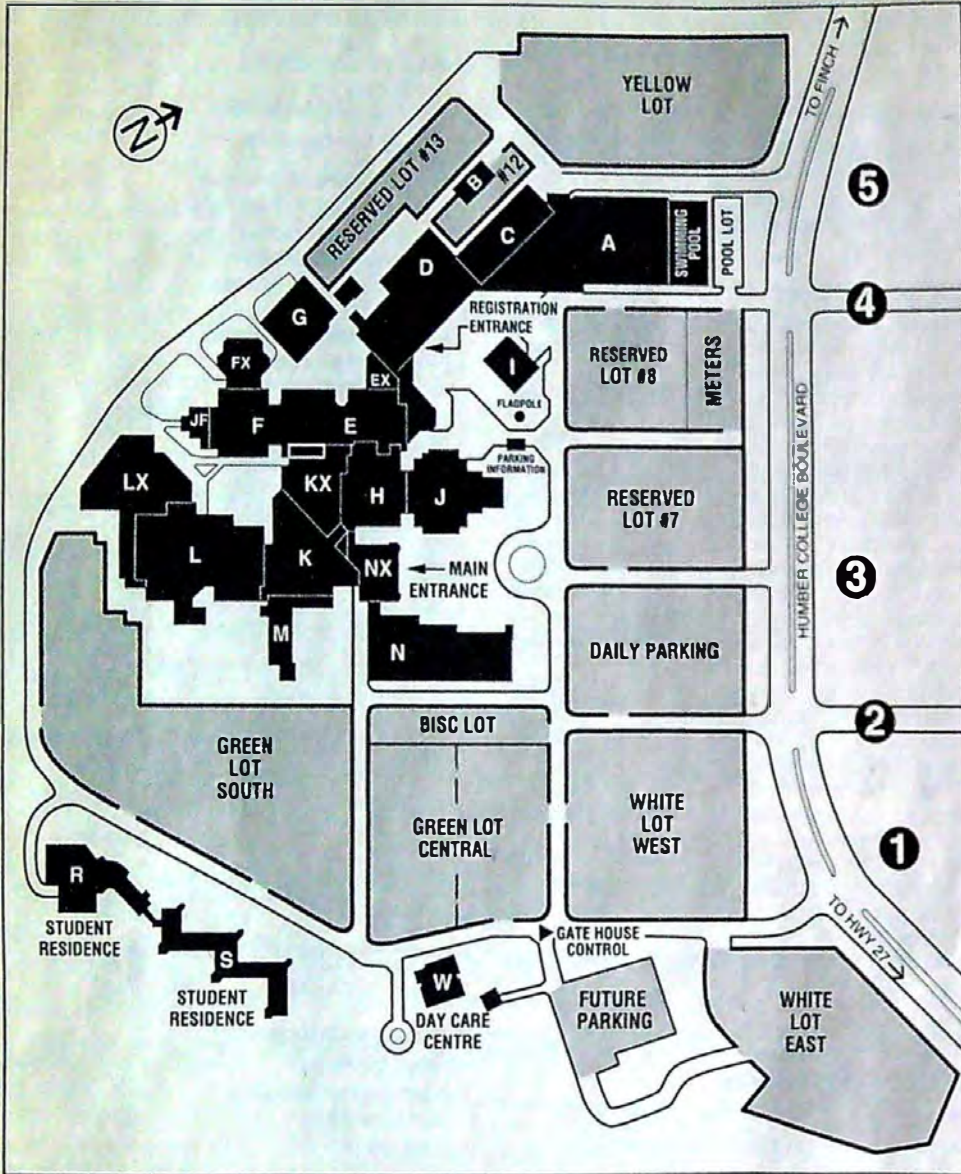 N
YELLOW
LOT
TO FINCH →
RESERVED LOT #13
B
#12
C
A
SWIMMING
POOL
POOL LOT
5
D
4
G
REGISTRATION
ENTRANCE
I
RESERVED
LOT #8
METERS
FX
EX
FLAGPOLE
JF
F
E
PARKING
INFORMATION
HUMBER COLLEGE BOULEVARD
LX
KX
H
J
RESERVED
LOT #7
L
K
NX
MAIN
ENTRANCE
3
M
N
DAILY PARKING
BISC LOT
2
GREEN
LOT
SOUTH
GREEN LOT
CENTRAL
WHITE
LOT
WEST
1
R
STUDENT
RESIDENCE
S
STUDENT
RESIDENCE
GATE HOUSE
CONTROL
TO HWY 27 →
W
DAY CARE
CENTRE
FUTURE
PARKING
WHITE
LOT
EAST